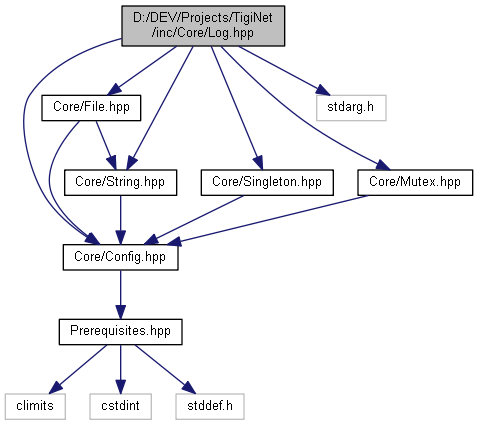 D:/DEV/Projects/TigiNet
/inc/Core/Log.hpp
Core/File.hpp
stdarg.h
Core/String.hpp
Core/Singleton.hpp
Core/Mutex.hpp
Core/Config.hpp
Prerequisites.hpp
climits
cstdint
stddef.h